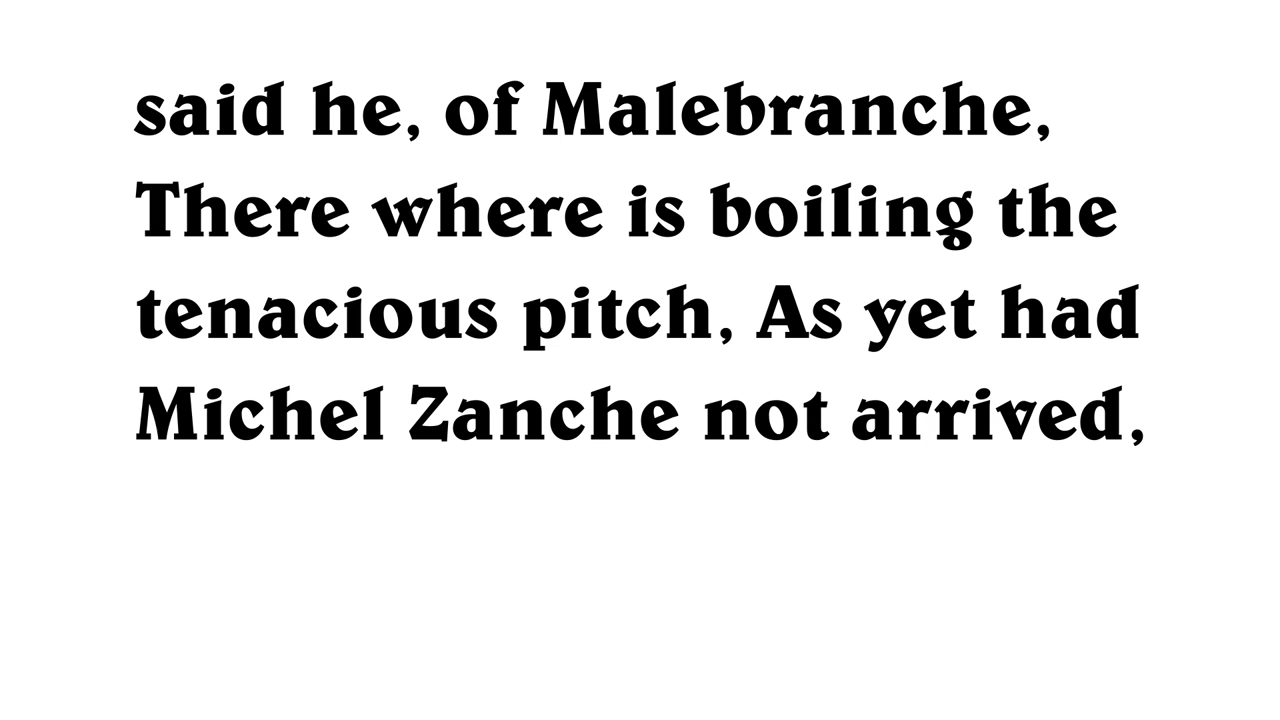 said he, of Malebranche,
There where is boiling the
tenacious pitch, As yet had
Michel Zanche not arrived,